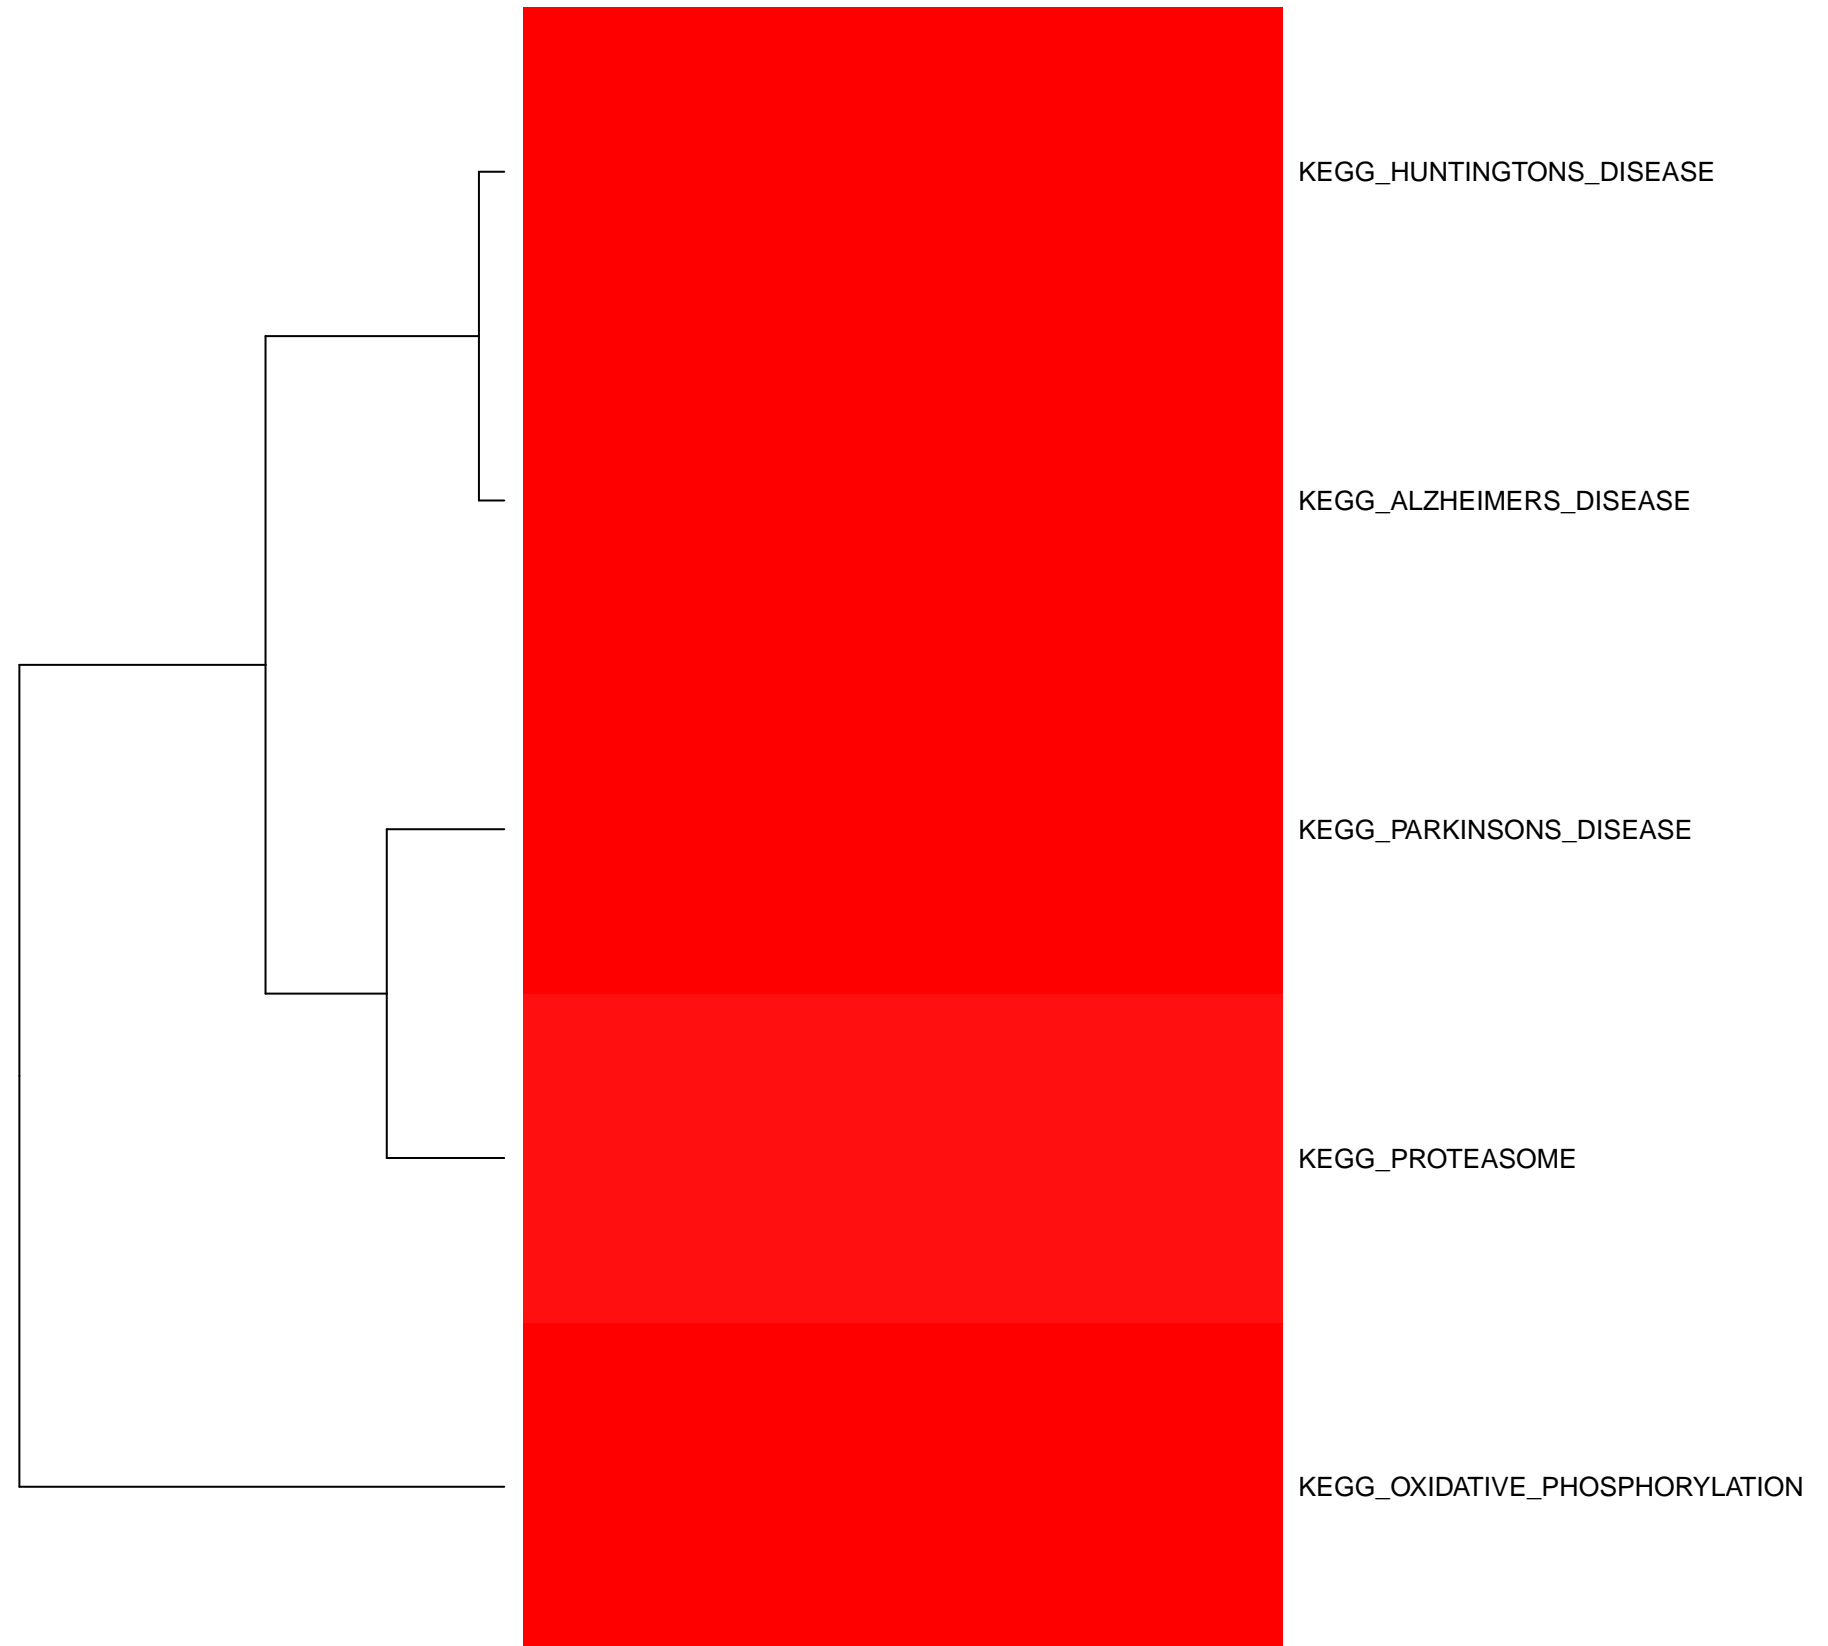 KEGG_HUNTINGTONS_DISEASE
KEGG_ALZHEIMERS_DISEASE
KEGG_PARKINSONS_DISEASE
KEGG_PROTEASOME
KEGG_OXIDATIVE_PHOSPHORYLATION